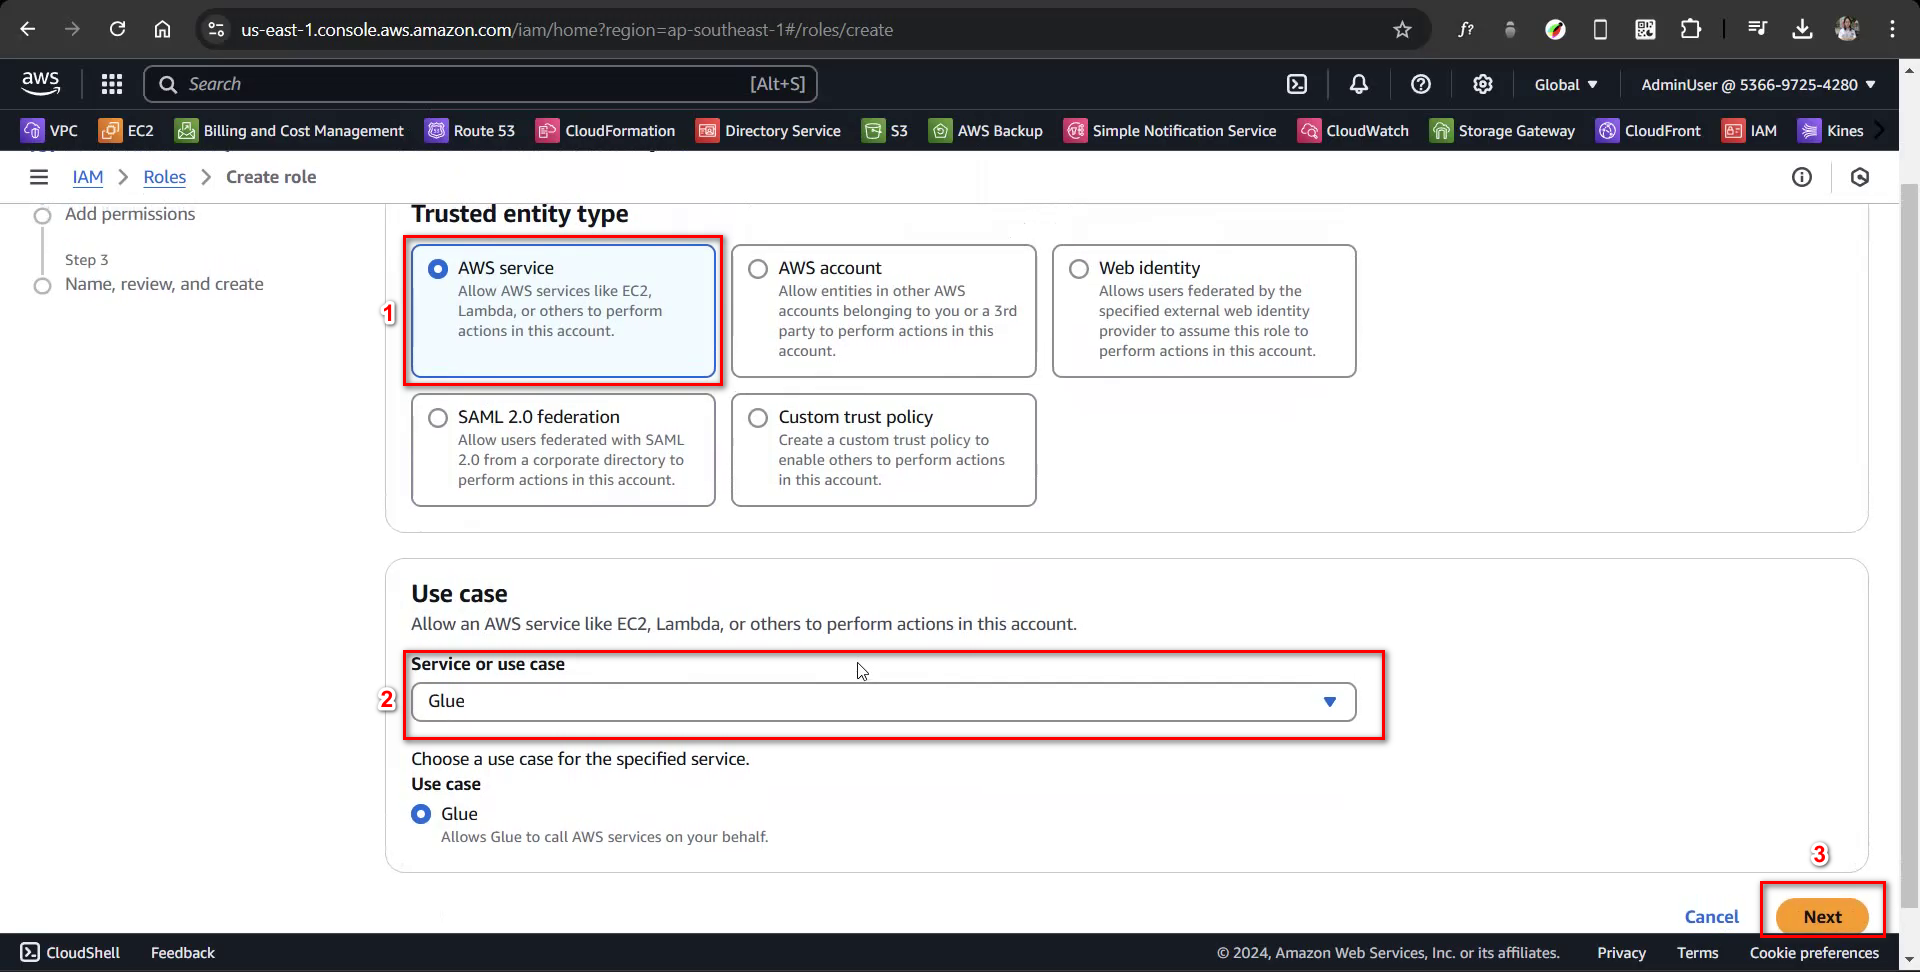 us-east-1.console.aws.amazon.com/iam/home?region=ap-southeast-1#/roles/create
f?
aws
Search
[Alt+S]
Global
AdminUser @ 5366-9725-4280
VPC
EC2
Billing and Cost Management
Route 53
CloudFormation
Directory Service
S3
AWS Backup
Simple Notification Service
CloudWatch
Storage Gateway
CloudFront
IAM
Kines
IAM
Roles
Create role
Add permissions
Step 3
Name, review, and create
Trusted entity type
1
AWS service
Allow AWS services like EC2,
Lambda, or others to perform
actions in this account.
AWS account
Allow entities in other AWS
accounts belonging to you or a 3rd
party to perform actions in this
account.
Web identity
Allows users federated by the
specified external web identity
provider to assume this role to
perform actions in this account.
SAML 2.0 federation
Allow users federated with SAML
2.0 from a corporate directory to
perform actions in this account.
Custom trust policy
Create a custom trust policy to
enable others to perform actions
in this account.
Use case
Allow an AWS service like EC2, Lambda, or others to perform actions in this account.
Service or use case
2
Glue
Choose a use case for the specified service.
Use case
Glue
Allows Glue to call AWS services on your behalf.
3
Cancel
Next
CloudShell
Feedback
© 2024, Amazon Web Services, Inc. or its affiliates.
Privacy
Terms
Cookie preferences